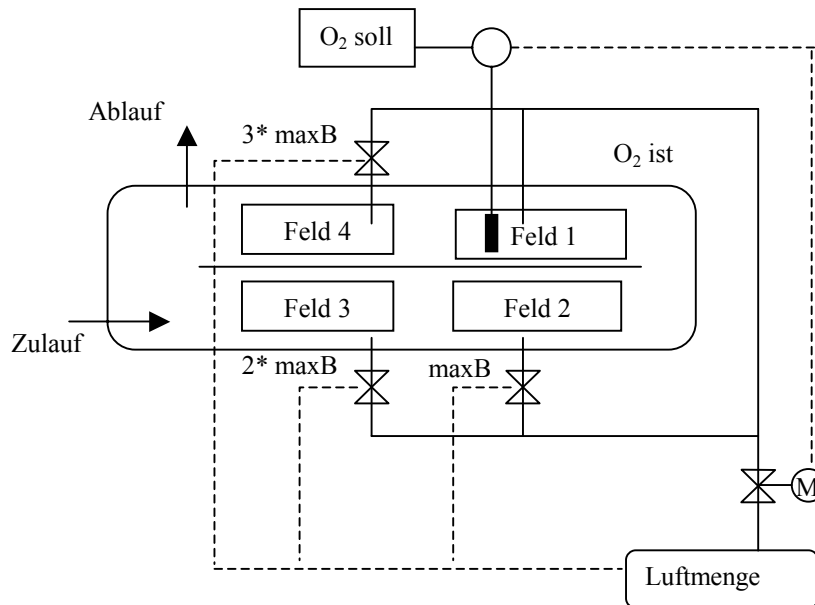 O₂ soll
Ablauf
3* maxB
O₂ ist
Feld 4
Feld 1
Feld 3
Feld 2
Zulauf
2* maxB
maxB
M
Luftmenge